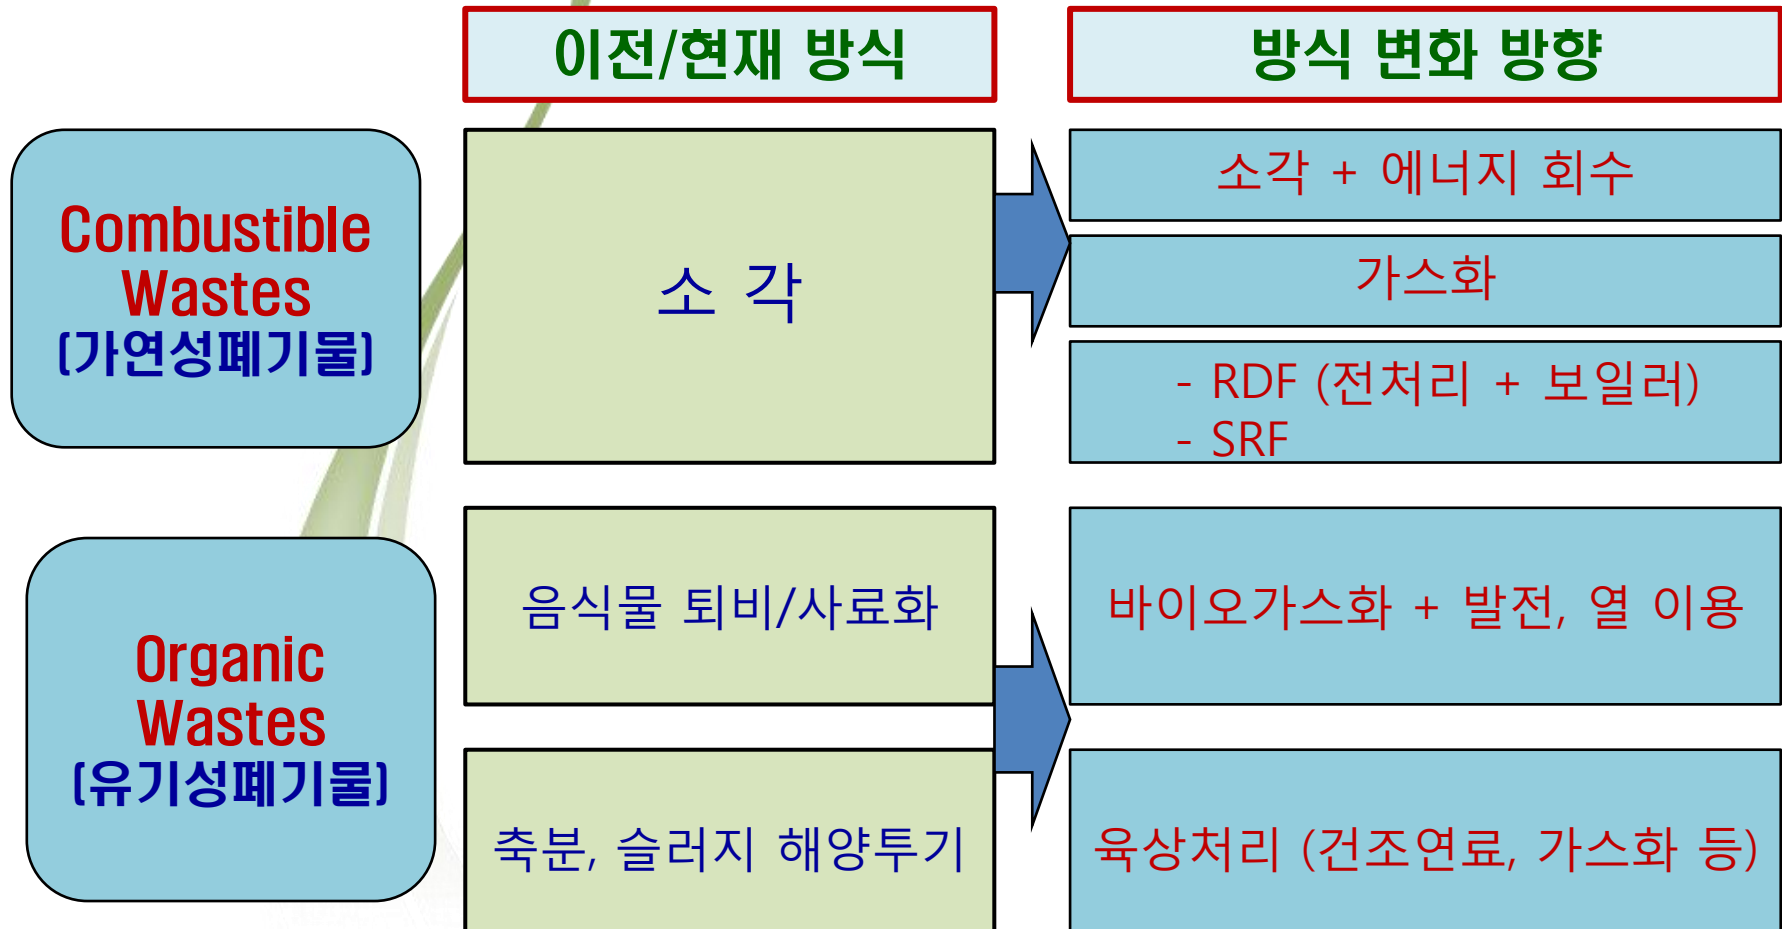 이전/현재 방식
방식 변화 방향
Combustible
Wastes
(가연성폐기물)
소 각
소각 + 에너지 회수
가스화
- RDF (전처리 + 보일러)
- SRF
Organic
Wastes
(유기성폐기물)
음식물 퇴비/사료화
바이오가스화 + 발전, 열 이용
축분, 슬러지 해양투기
육상처리 (건조연료, 가스화 등)